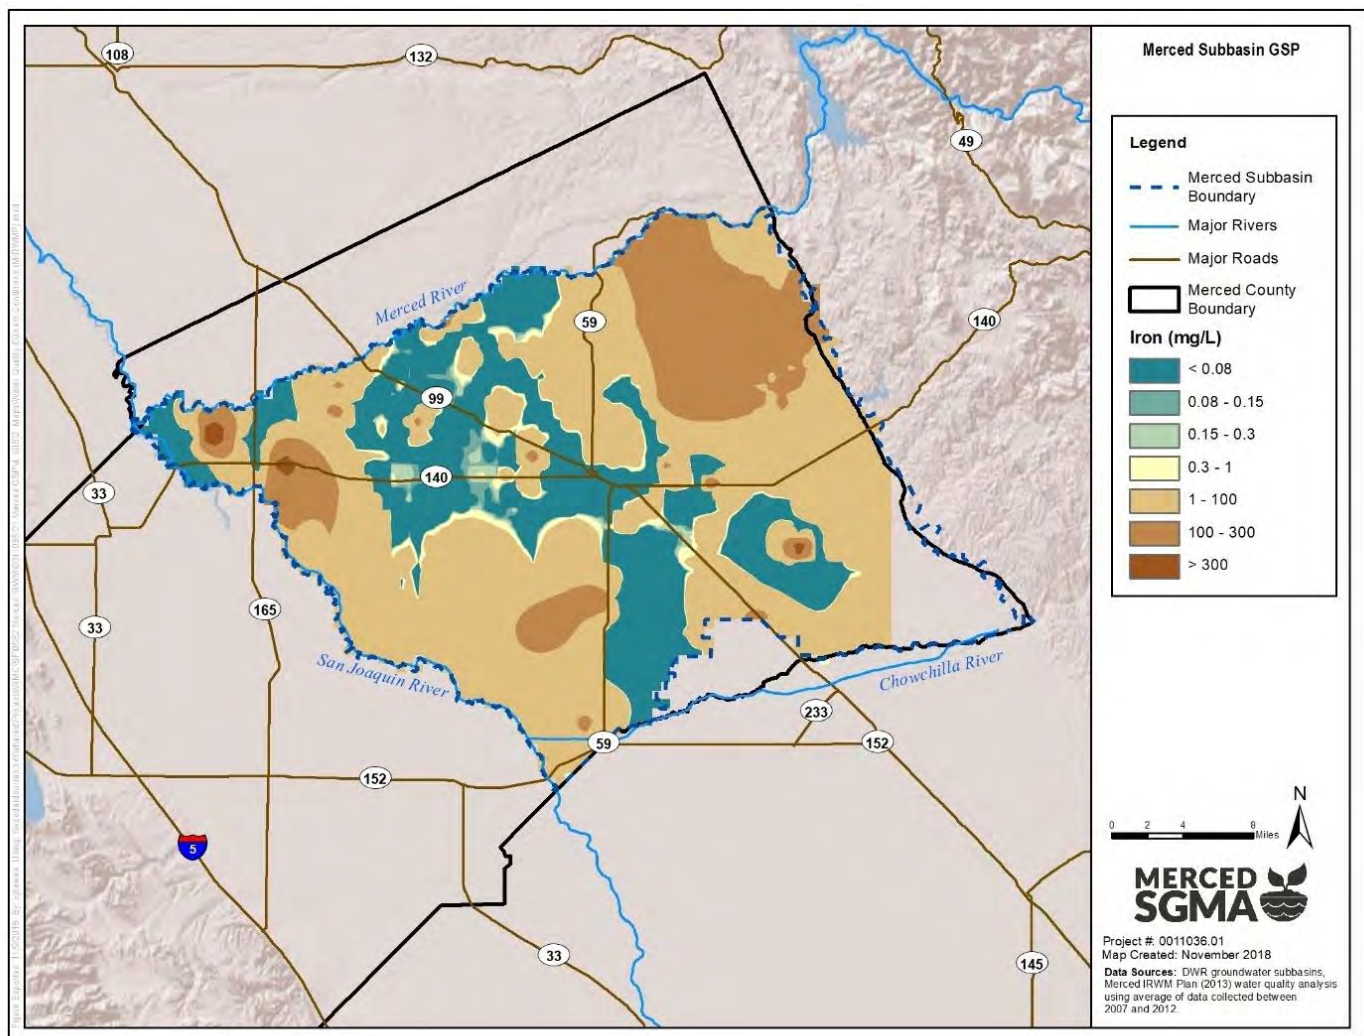 Merced Subbasin GSP
Legend
Merced Subbasin
Boundary
Major Rivers
Major Roads
Merced County
Boundary
Iron (mg/L)
< 0.08
0.08 - 0.15
0.15 - 0.3
0.3 - 1
1 - 100
100 - 300
> 300
N
0 2 4 8
Miles
MERCED
SGMA
Project #: 0011036.01
Map Created: November 2018
Data Sources: DWR groundwater subbasins,
Merced IRWM Plan (2013) water quality analysis
using average of data collected between
2007 and 2012.
108
132
49
Merced River
59
140
99
140
33
33
165
San Joaquin River
Chowchilla River
233
59
152
152
5
33
145